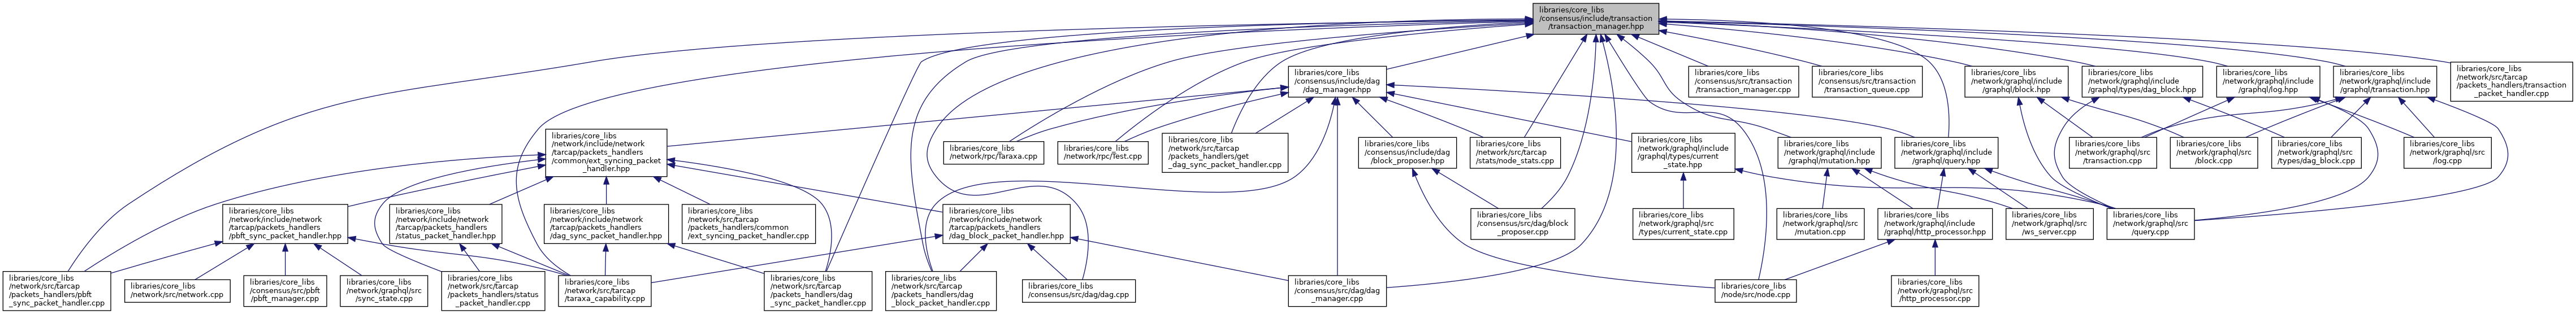 libraries/core_libs
/consensus/include/transaction
/transaction_manager.hpp
libraries/core_libs
/consensus/include/dag
/dag_manager.hpp
libraries/core_libs
/consensus/src/transaction
/transaction_manager.cpp
libraries/core_libs
/consensus/src/transaction
/transaction_queue.cpp
libraries/core_libs
/network/graphql/include
/graphql/block.hpp
libraries/core_libs
/network/graphql/include
/graphql/types/dag_block.hpp
libraries/core_libs
/network/graphql/include
/graphql/log.hpp
libraries/core_libs
/network/graphql/include
/graphql/transaction.hpp
libraries/core_libs
/network/src/tarcap
/packets_handlers/transaction
_packet_handler.cpp
libraries/core_libs
/network/include/network
/tarcap/packets_handlers
/common/ext_syncing_packet
_handler.hpp
libraries/core_libs
/network/rpc/Taraxa.cpp
libraries/core_libs
/network/rpc/Test.cpp
libraries/core_libs
/network/src/tarcap
/packets_handlers/get
_dag_sync_packet_handler.cpp
libraries/core_libs
/consensus/include/dag
/block_proposer.hpp
libraries/core_libs
/network/src/tarcap
/stats/node_stats.cpp
libraries/core_libs
/network/graphql/include
/graphql/types/current
_state.hpp
libraries/core_libs
/network/graphql/include
/graphql/mutation.hpp
libraries/core_libs
/network/graphql/include
/graphql/query.hpp
libraries/core_libs
/network/graphql/src
/transaction.cpp
libraries/core_libs
/network/graphql/src
/block.cpp
libraries/core_libs
/network/graphql/src
/types/dag_block.cpp
libraries/core_libs
/network/graphql/src
/log.cpp
libraries/core_libs
/network/include/network
/tarcap/packets_handlers
/pbft_sync_packet_handler.hpp
libraries/core_libs
/network/include/network
/tarcap/packets_handlers
/status_packet_handler.hpp
libraries/core_libs
/network/include/network
/tarcap/packets_handlers
/dag_sync_packet_handler.hpp
libraries/core_libs
/network/src/tarcap
/packets_handlers/common
/ext_syncing_packet_handler.cpp
libraries/core_libs
/network/include/network
/tarcap/packets_handlers
/dag_block_packet_handler.hpp
libraries/core_libs
/consensus/src/dag/block
_proposer.cpp
libraries/core_libs
/network/graphql/src
/types/current_state.cpp
libraries/core_libs
/network/graphql/src
/mutation.cpp
libraries/core_libs
/network/graphql/include
/graphql/http_processor.hpp
libraries/core_libs
/network/graphql/src
/ws_server.cpp
libraries/core_libs
/network/graphql/src
/query.cpp
libraries/core_libs
/network/src/tarcap
/packets_handlers/pbft
_sync_packet_handler.cpp
libraries/core_libs
/network/src/network.cpp
libraries/core_libs
/consensus/src/pbft
/pbft_manager.cpp
libraries/core_libs
/network/graphql/src
/sync_state.cpp
libraries/core_libs
/network/src/tarcap
/packets_handlers/status
_packet_handler.cpp
libraries/core_libs
/network/src/tarcap
/taraxa_capability.cpp
libraries/core_libs
/network/src/tarcap
/packets_handlers/dag
_sync_packet_handler.cpp
libraries/core_libs
/network/src/tarcap
/packets_handlers/dag
_block_packet_handler.cpp
libraries/core_libs
/consensus/src/dag/dag.cpp
libraries/core_libs
/consensus/src/dag/dag
_manager.cpp
libraries/core_libs
/node/src/node.cpp
libraries/core_libs
/network/graphql/src
/http_processor.cpp